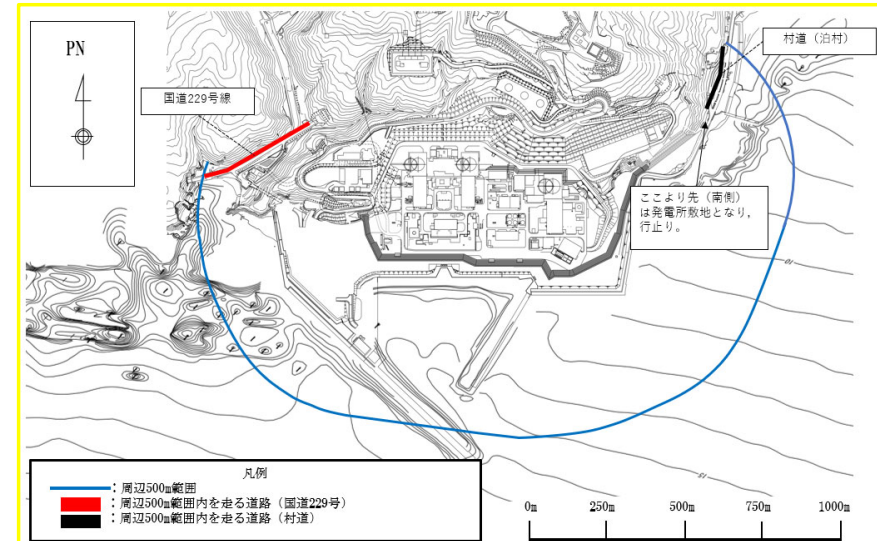 PN
国道229号線
村道（泊村）
ここより先（南側）
は発電所敷地となり，
行止り。
凡例
：周辺500m範囲
：周辺500m範囲内を走る道路（国道229号）
：周辺500m範囲内を走る道路（村道）
0m 250m 500m 750m 1000m